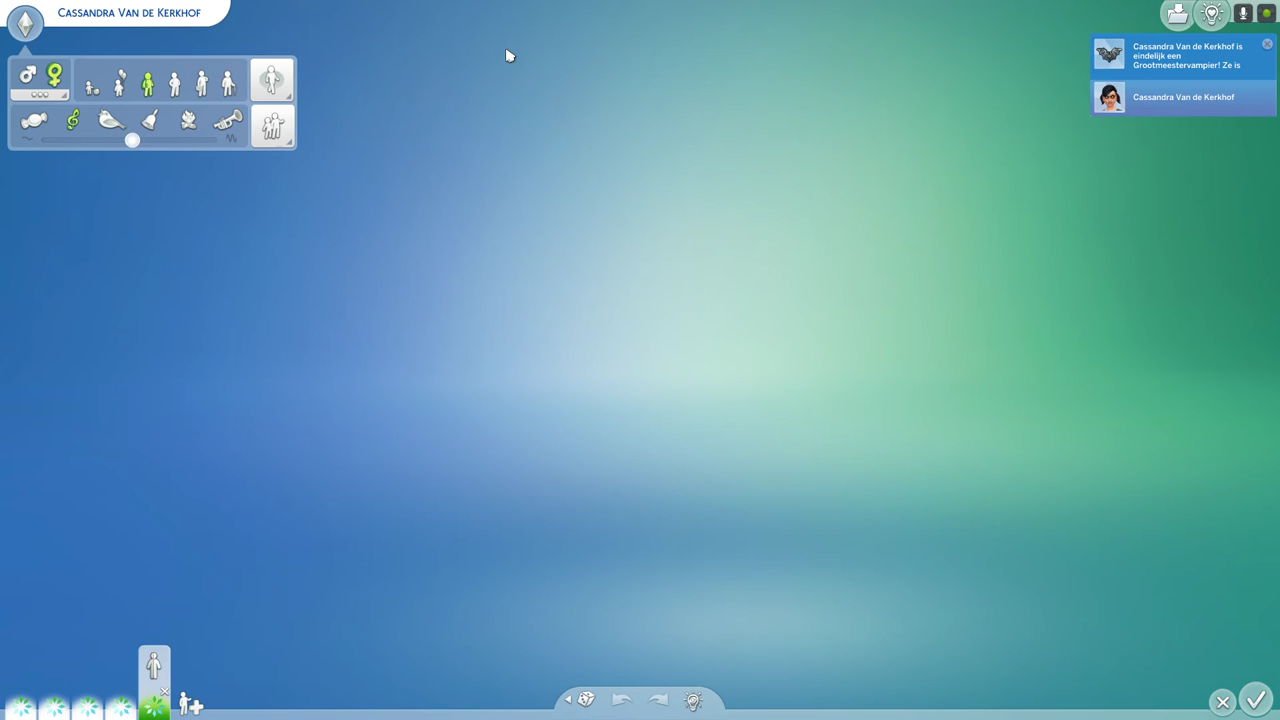 Cassandra Van de Kerkhof
Cassandra Van de Kerkhof is
eindelijk een
Grootmeestervampier! Ze is
Cassandra Van de Kerkhof